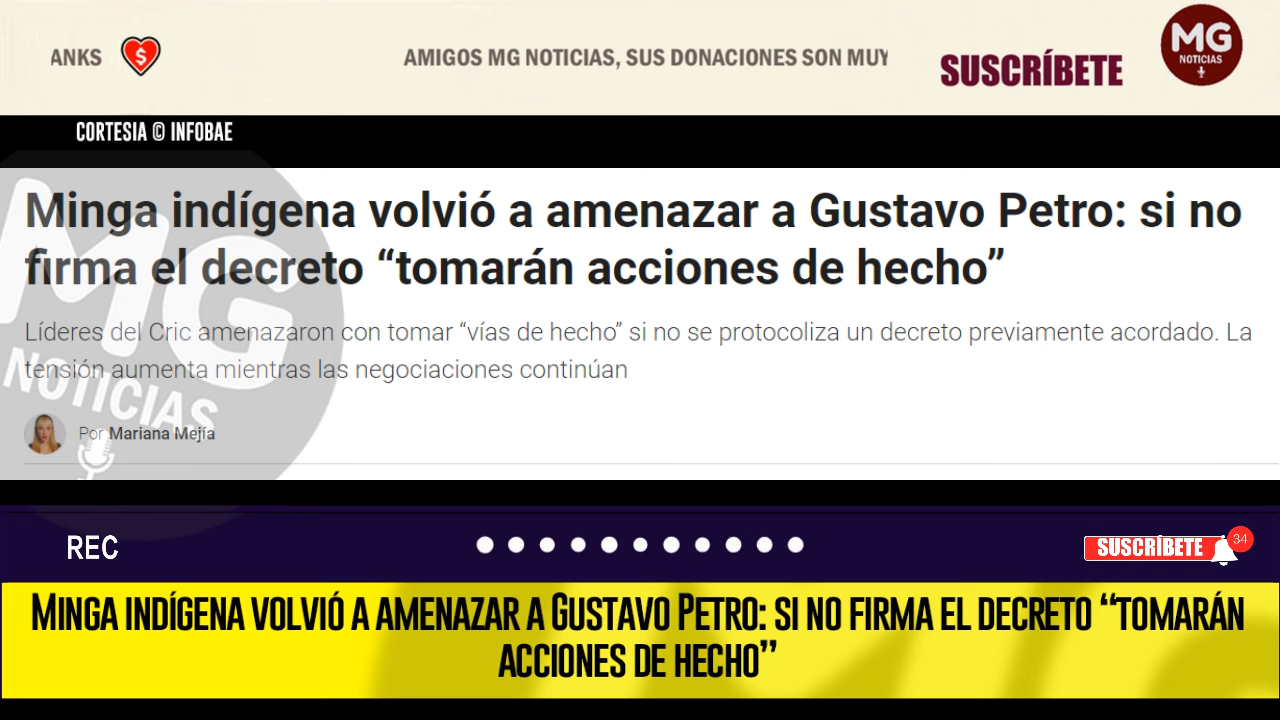 ANKS
AMIGOS MG NOTICIAS, SUS DONACIONES SON MUY
SUSCRÍBETE
MG
NOTICIAS
CORTESIA © INFOBAE
Minga indígena volvió a amenazar a Gustavo Petro: si no
firma el decreto “tomarán acciones de hecho”
Líderes del Cric amenazaron con tomar “vías de hecho” si no se protocoliza un decreto previamente acordado. La
tensión aumenta mientras las negociaciones continúan
MG
NOTICIAS
Por Mariana Mejía
REC
SUSCRÍBETE
34
MINGA INDÍGENA VOLVIÓ A AMENAZAR A GUSTAVO PETRO: SI NO FIRMA EL DECRETO “TOMARÁN
ACCIONES DE HECHO”